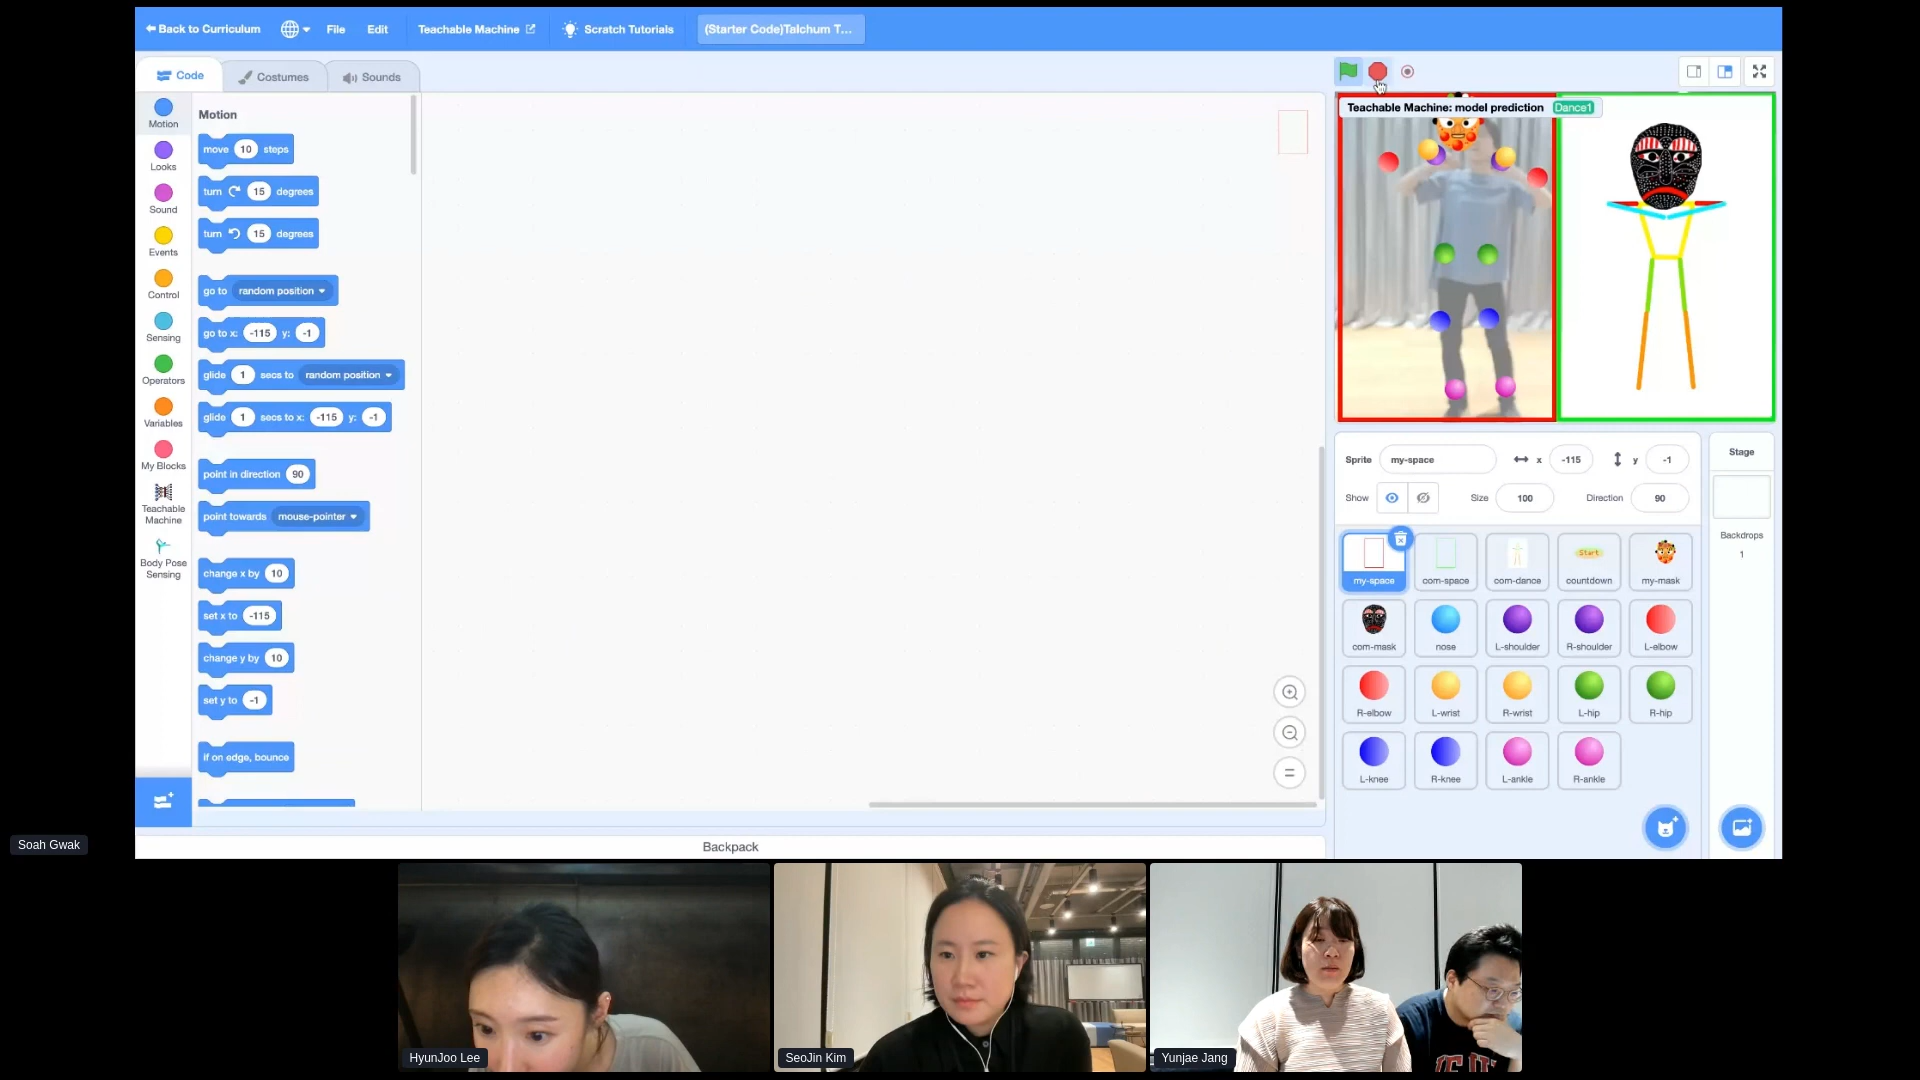 Back to Curriculum
File
Edit
Teachable Machine
Scratch Tutorials
(Starter Code)Talchum T...
Code
Costumes
Sounds
Motion
Looks
Sound
Events
Control
Sensing
Operators
Variables
My Blocks
Teachable
Machine
Body Pose
Sensing
Motion
move 10 steps
turn 15 degrees
turn 15 degrees
go to random position
go to x: -115 y: -1
glide 1 secs to random position
glide 1 secs to x: -115 y: -1
point in direction 90
point towards mouse-pointer
change x by 10
set x to -115
change y by 10
set y to -1
if on edge, bounce
Backpack
Teachable Machine: model prediction Dance1
Sprite my-space x -115 y -1
Show Size 100 Direction 90
my-space com-space com-dance countdown my-mask
Start
com-mask nose L-shoulder R-shoulder L-elbow
R-elbow L-wrist R-wrist L-hip R-hip
L-knee R-knee L-ankle R-ankle
Stage
Backdrops
1
Soah Gwak
HyunJoo Lee
SeoJin Kim
Yunjae Jang